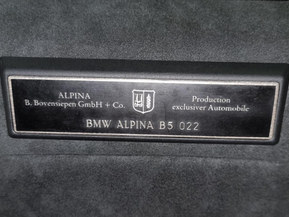 ALPINA
B. Bovensiepen GmbH + Co.
Production
exclusiver Automobile
BMW ALPINA B5 022